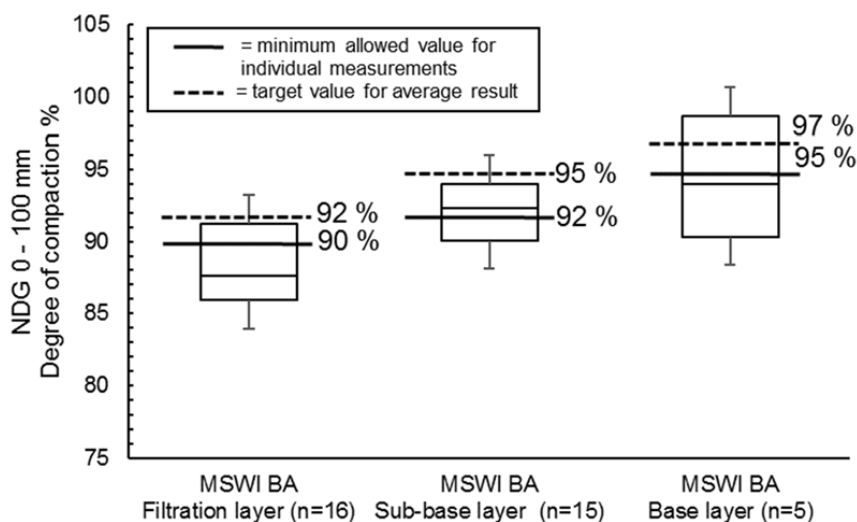 105
100
95
90
85
80
75
NDG 0 - 100 mm
Degree of compaction %
= minimum allowed value for
individual measurements
= target value for average result
92 %
90 %
95 %
92 %
97 %
95 %
MSWI BA
Filtration layer (n=16)
MSWI BA
Sub-base layer (n=15)
MSWI BA
Base layer (n=5)